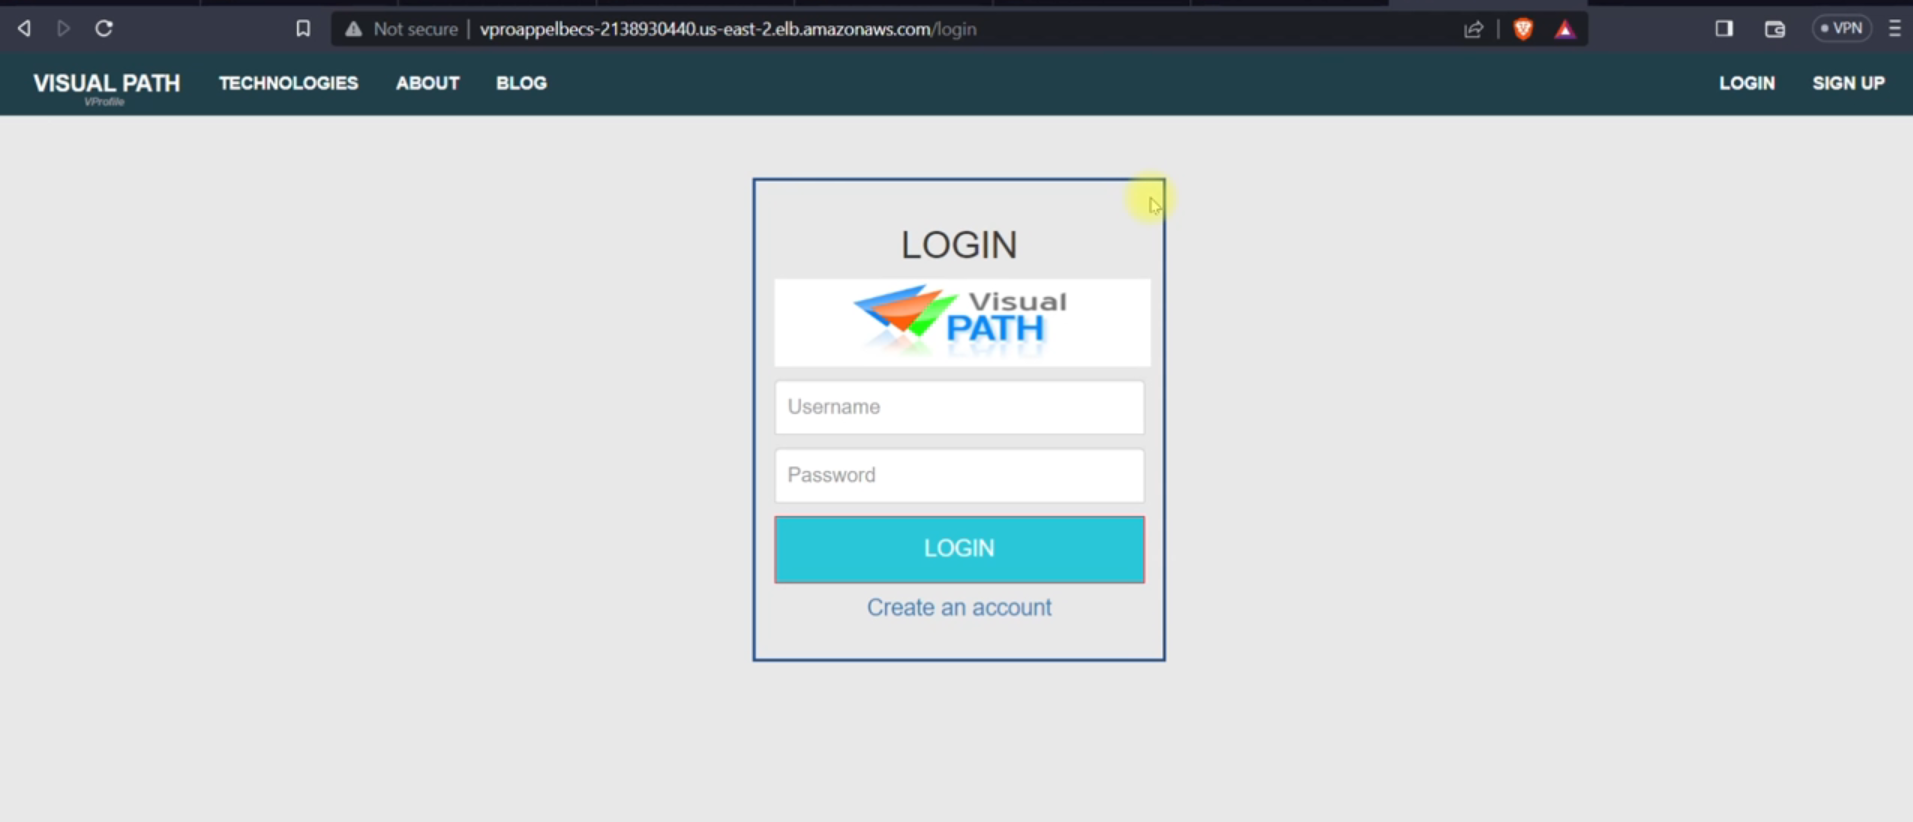 Not secure | vproappelbecs-2138930440.us-east-2.elb.amazonaws.com/login
VPN
VISUAL PATH TECHNOLOGIES ABOUT BLOG LOGIN SIGN UP
VProfile
LOGIN
Visual
PATH
Username
Password
LOGIN
Create an account